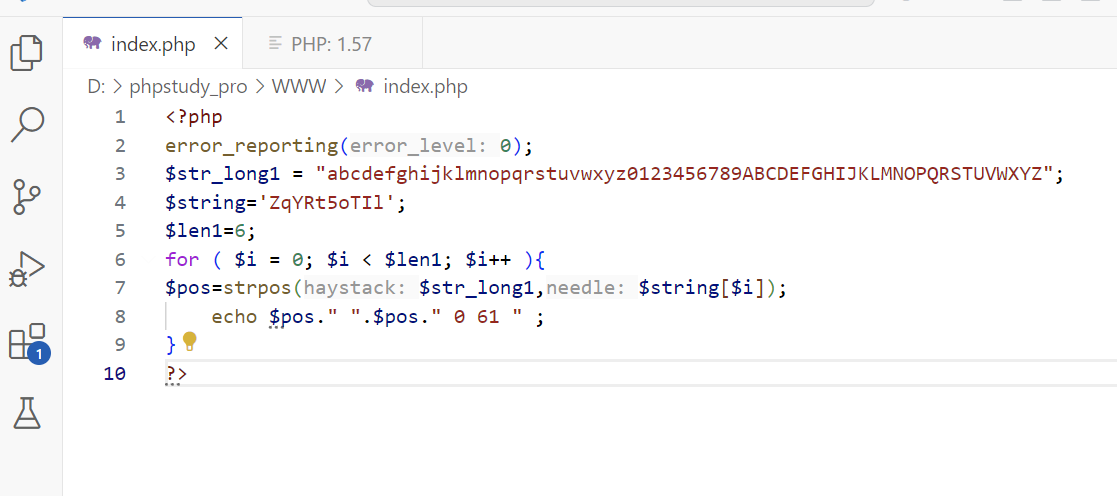 index.php
PHP: 1.57
D: > phpstudy_pro > WWW > index.php
1 <?php
2 error_reporting(error_level: 0);
3 $str_long1 = "abcdefghijklmnopqrstuvwxyz0123456789ABCDEFGHIJKLMNOPQRSTUVWXYZ";
4 $string='ZqYRt5oTIl';
5 $len1=6;
6 for ( $i = 0; $i < $len1; $i++ ){
7 $pos=strpos(haystack: $str_long1,needle: $string[$i]);
8     echo $pos." ".$pos." 0 61 " ;
9 }
10 ?>
1